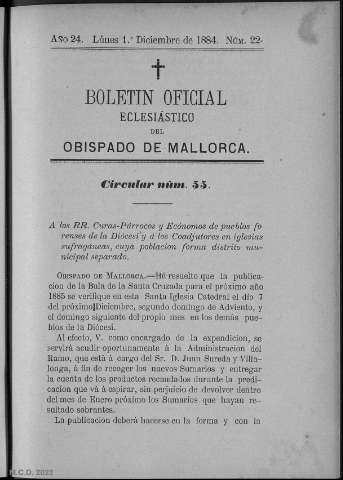 Año 24. Lúnes 1.º Diciembre de 1884. Núm. 22.
BOLETIN OFICIAL
ECLESIÁSTICO
DEL
OBISPADO DE MALLORCA.
Circular núm. 55.
A los RR. Curas-Párrocos y Ecónomos de pueblos fo-
renses de la Diócesi y á los Coadjutores en iglesias
sufragáneas, cuya poblacion forma distrito mu-
nicipal separado.
Obispado de Mallorca.—Hé resuelto que la publica-
cion de la Bula de la Santa Cruzada para el próximo año
1885 se verifique en esta Santa Iglesia Catedral el dia 7
del próximo Diciembre, segundo domingo de Adviento, y
el domingo siguiente del propio mes en los demás pue-
blos de la Diócesi.
Al efecto, V. como encargado de la expendicion, se
servirá acudir oportunamente á la Administracion del
Ramo, que está á cargo del Sr. D. Juan Sureda y Villa-
longa, á fin de recoger los nuevos Sumarios y entregar
la cuenta de los productos recaudados durante la predi-
cacion que vá á espirar, sin perjuicio de devolver dentro
del mes de Enero próximo los Sumarios que hayan re-
sultado sobrantes.
La publicacion deberá hacerse en la forma y con la
M.C.D. 2022